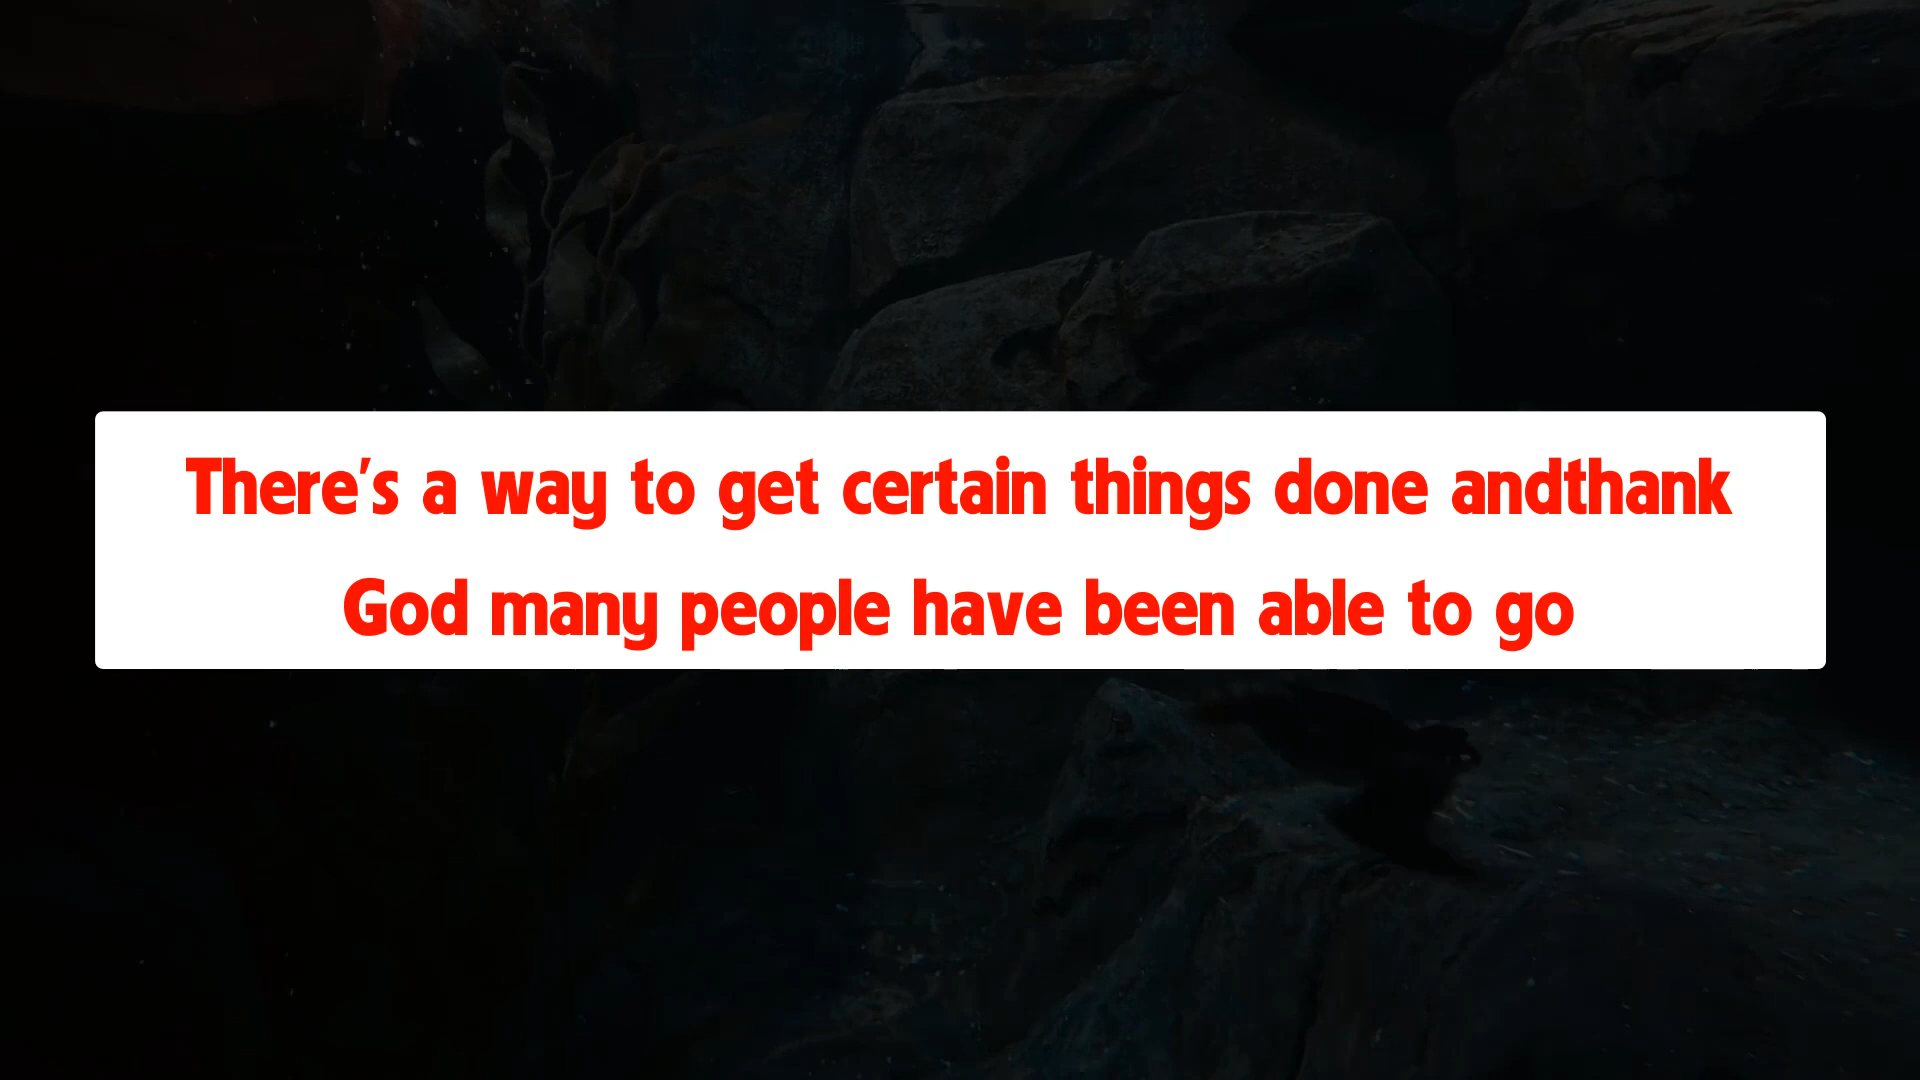 There's a way to get certain things done andthank
God many people have been able to go